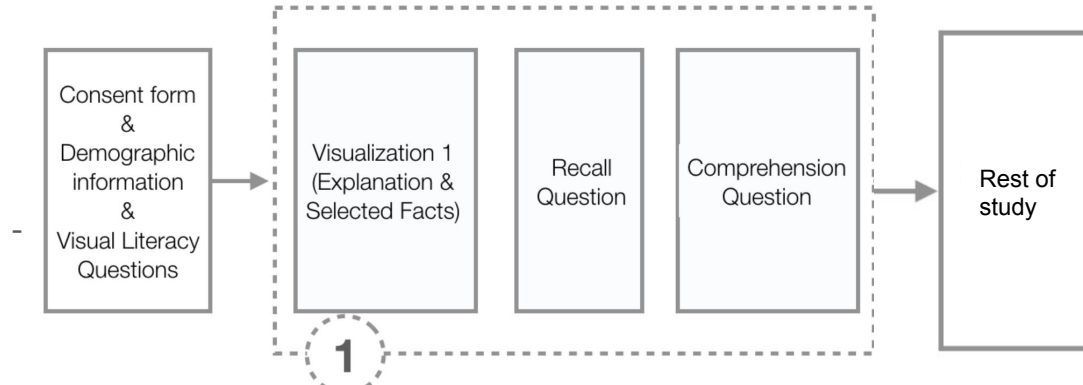 Consent form
&
Demographic
information
&
Visual Literacy
Questions
Visualization 1
(Explanation &
Selected Facts)
Recall
Question
Comprehension
Question
Rest of
study
-
1